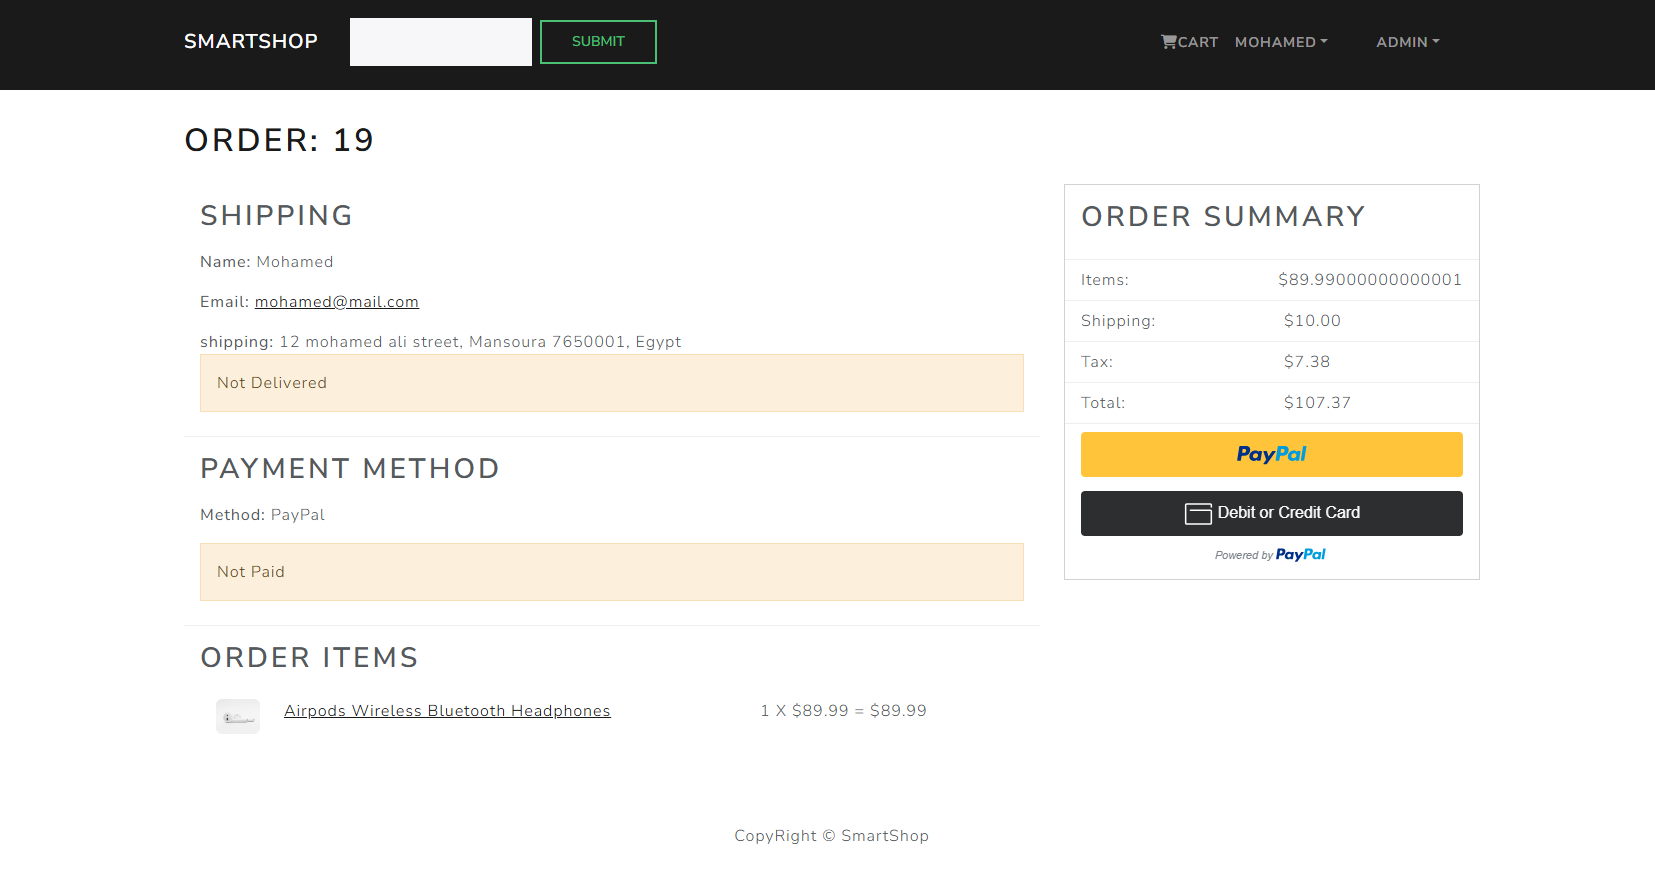 SMARTSHOP SUBMIT CART MOHAMED ADMIN
ORDER: 19
SHIPPING
Name: Mohamed
Email: mohamed@mail.com
shipping: 12 mohamed ali street, Mansoura 7650001, Egypt
Not Delivered
PAYMENT METHOD
Method: PayPal
Not Paid
ORDER ITEMS
Airpods Wireless Bluetooth Headphones 1 X $89.99 = $89.99
ORDER SUMMARY
Items: $89.99000000000001
Shipping: $10.00
Tax: $7.38
Total: $107.37
PayPal
Debit or Credit Card
Powered by PayPal
CopyRight © SmartShop